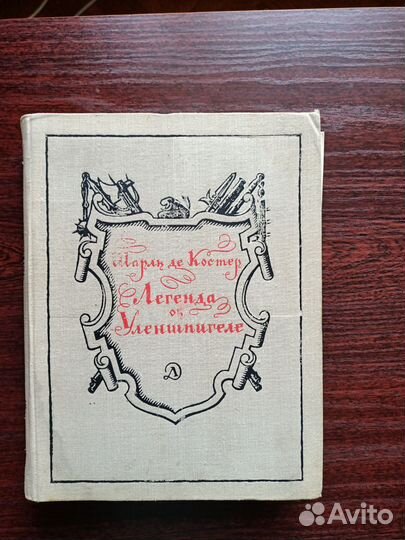 Шарль де Костер
Легенда
об
Уленшпигеле
Д
Avito